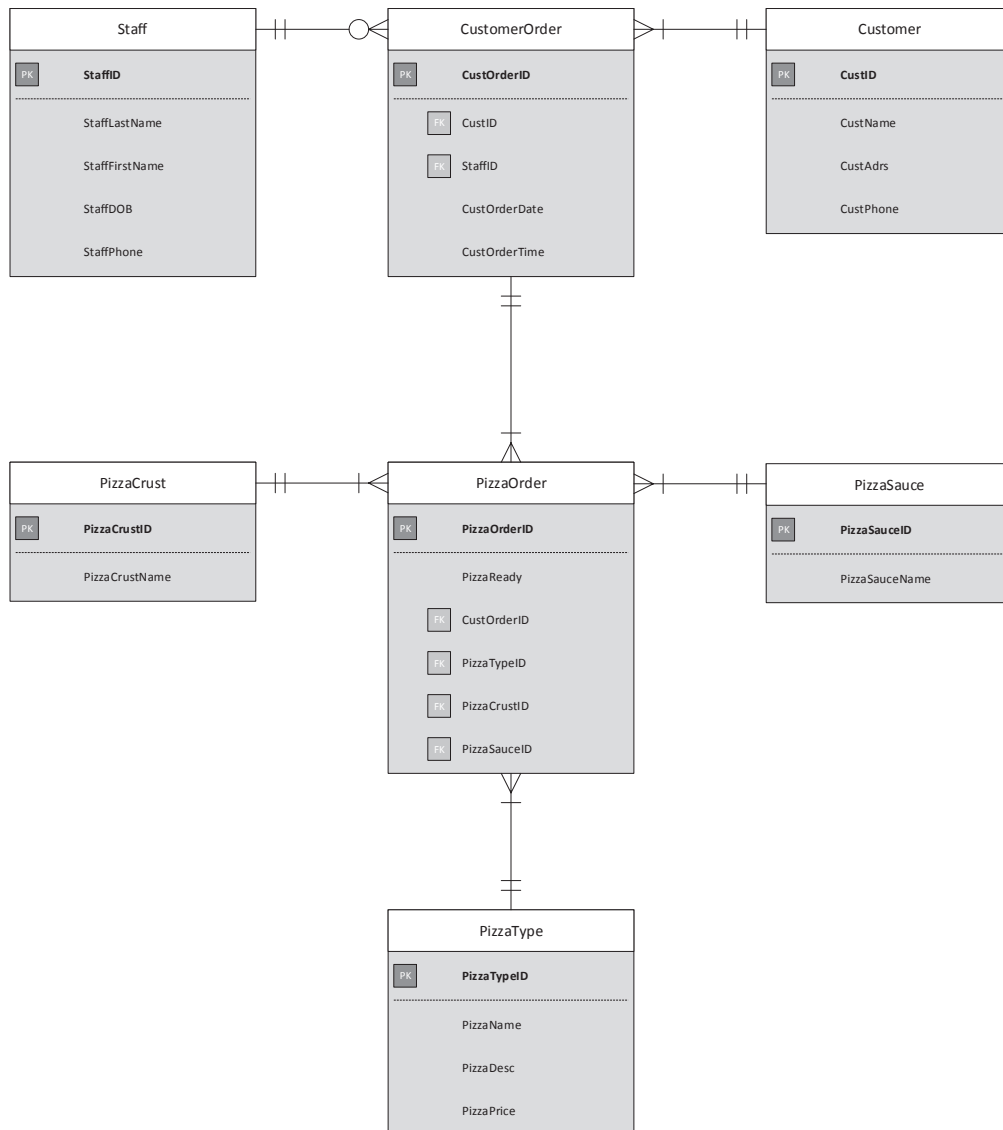 Staff
PK StaffID
StaffLastName
StaffFirstName
StaffDOB
StaffPhone
CustomerOrder
PK CustOrderID
FK CustID
FK StaffID
CustOrderDate
CustOrderTime
Customer
PK CustID
CustName
CustAdrs
CustPhone
PizzaCrust
PK PizzaCrustID
PizzaCrustName
PizzaOrder
PK PizzaOrderID
PizzaReady
FK CustOrderID
FK PizzaTypeID
FK PizzaCrustID
FK PizzaSauceID
PizzaSauce
PK PizzaSauceID
PizzaSauceName
PizzaType
PK PizzaTypeID
PizzaName
PizzaDesc
PizzaPrice